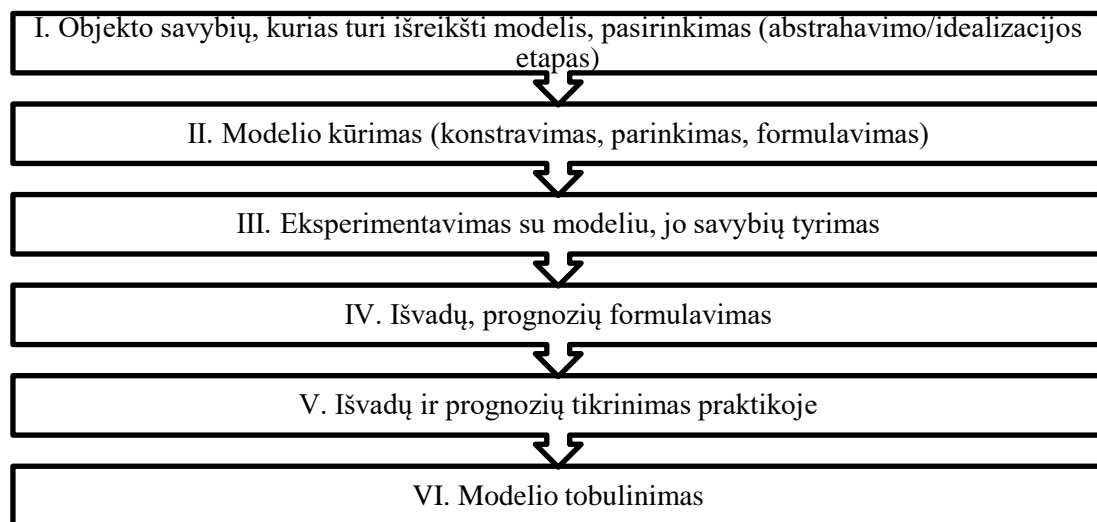 I. Objekto savybių, kurias turi išreikšti modelis, pasirinkimas (abstrahavimo/idealizacijos
etapas)
II. Modelio kūrimas (konstravimas, parinkimas, formulavimas)
III. Eksperimentavimas su modeliu, jo savybių tyrimas
IV. Išvadų, prognozių formulavimas
V. Išvadų ir prognozių tikrinimas praktikoje
VI. Modelio tobulinimas